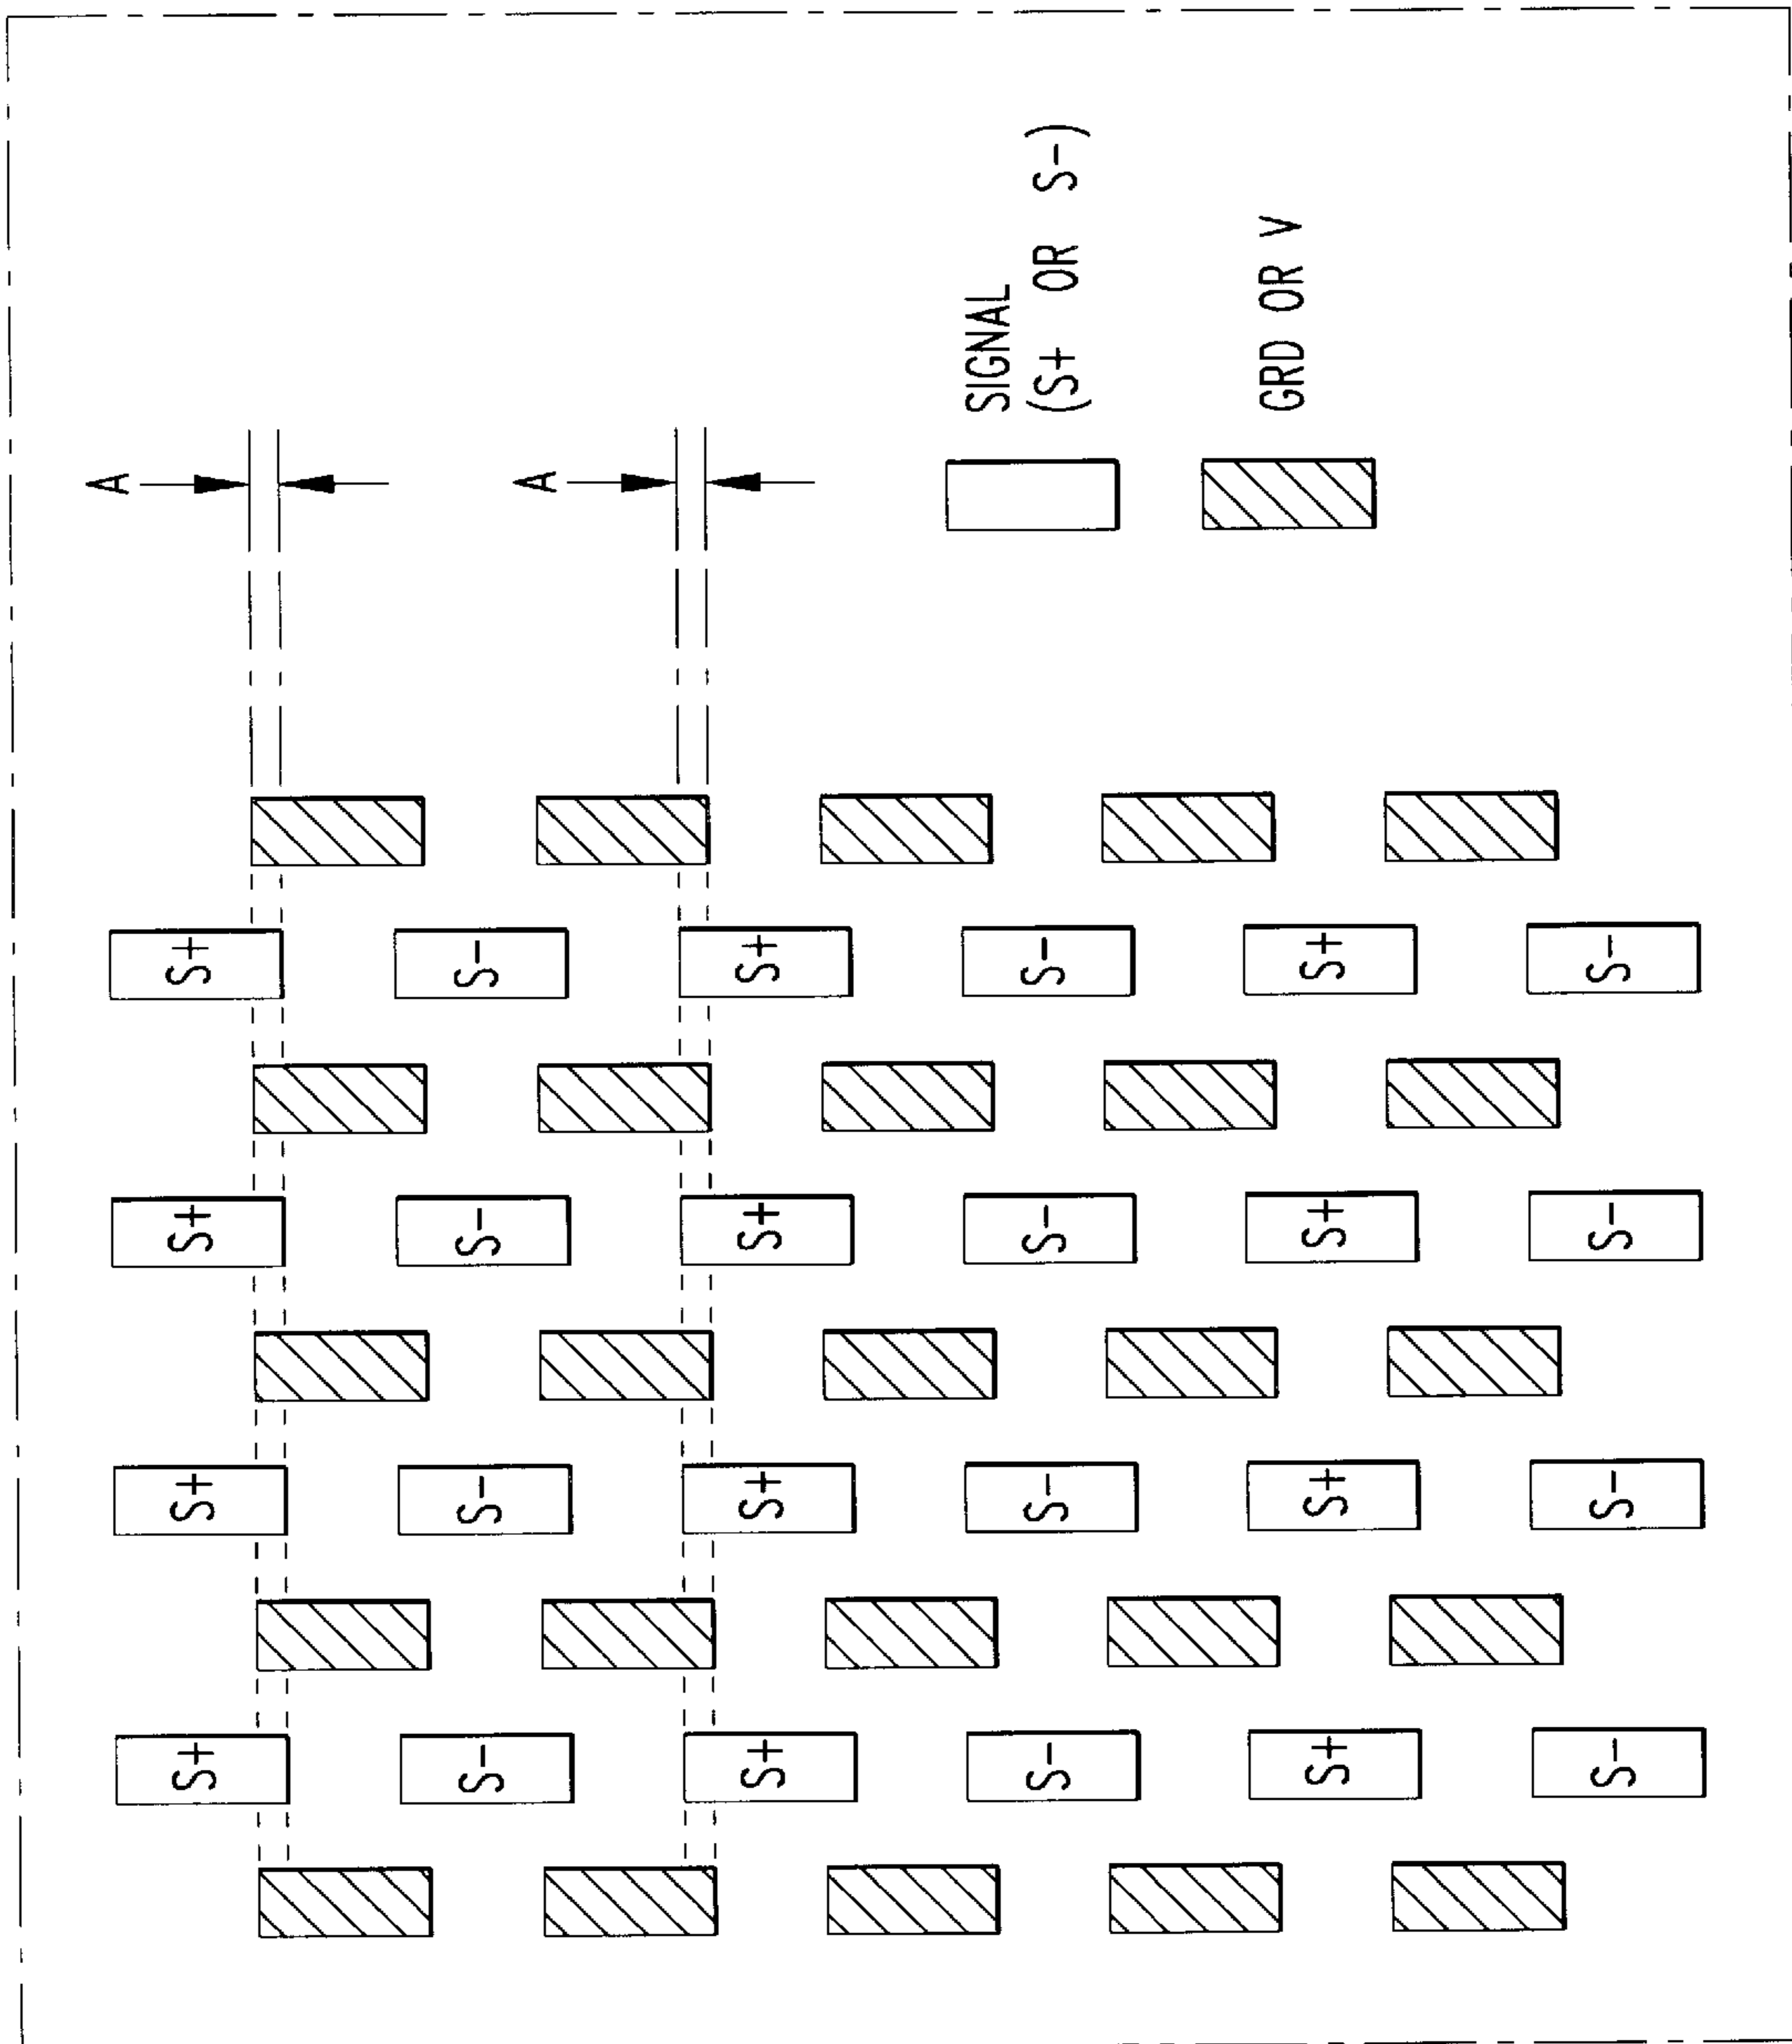 A
S+ S+ S+ S+
S- S- S- S-
A
S+ S+ S+ S+
SIGNAL
(S+ OR S-)
S- S- S- S-
GRD OR V
S+ S+ S+ S+
S- S- S- S-